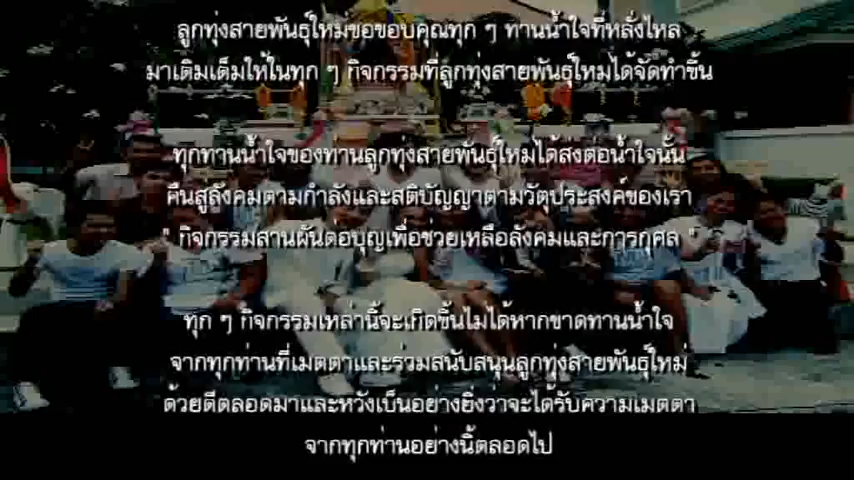 ลูกทุ่งสายพันธุ์ใหม่ขอขอบคุณทุก ๆ ทานน้ำใจที่หลั่งไหล
มาเติมเต็มให้ในทุก ๆ กิจกรรมที่ลูกทุ่งสายพันธุ์ใหม่ได้จัดทำขึ้น
ทุกทานน้ำใจของท่านลูกทุ่งสายพันธุ์ใหม่ได้ส่งต่อน้ำใจนั้น
คืนสู่สังคมตามกำลังและสติปัญญาตามวัตุประสงค์ของเรา
" กิจกรรมสานฝันต่อบุญเพื่อช่วยเหลือสังคมและการกุศล "
ทุก ๆ กิจกรรมเหล่านี้จะเกิดขึ้นไม่ได้หากขาดทานน้ำใจ
จากทุกท่านที่เมตตาและร่วมสนับสนุนลูกทุ่งสายพันธุ์ใหม่
ด้วยดีตลอดมาและหวังเป็นอย่างยิ่งว่าจะได้รับความเมตตา
จากทุกท่านอย่างนี้ตลอดไป